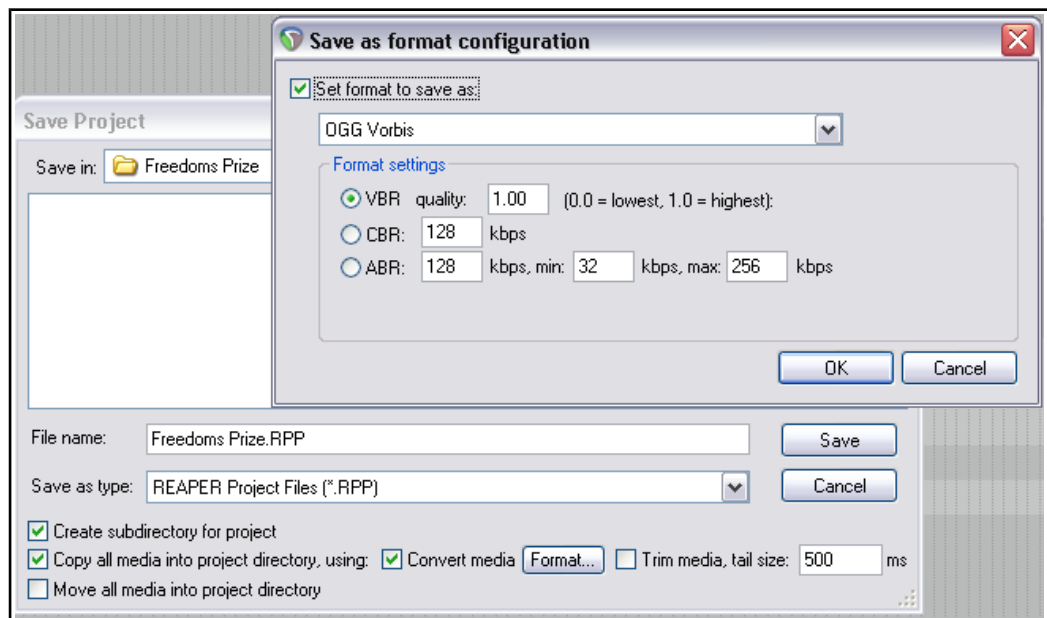 Save as format configuration
Set format to save as:
OGG Vorbis
Format settings
VBR quality: 1.00 (0.0 = lowest, 1.0 = highest):
CBR: 128 kbps
ABR: 128 kbps, min: 32 kbps, max: 256 kbps
OK Cancel
Save Project
Save in: Freedoms Prize
File name: Freedoms Prize.RPP Save
Save as type: REAPER Project Files (*.RPP) Cancel
Create subdirectory for project
Copy all media into project directory, using: Convert media Format... Trim media, tail size: 500 ms
Move all media into project directory